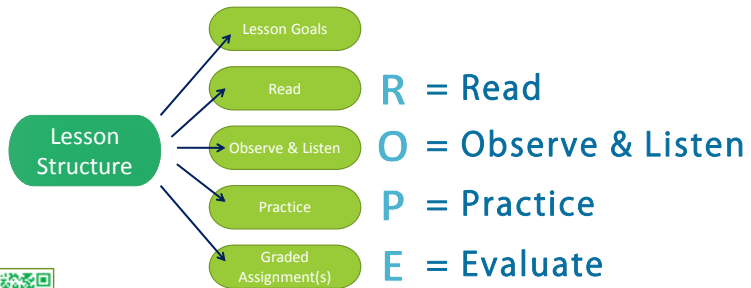 Lesson Goals
Read
R = Read
Lesson
Structure
Observe & Listen
O = Observe & Listen
Practice
P = Practice
Graded
Assignment(s)
E = Evaluate